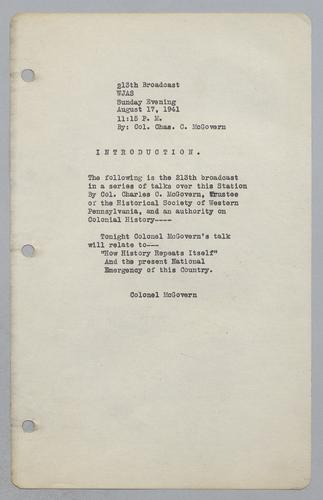 213th Broadcast
WJAS
Sunday Evening
August 17, 1941
11:15 P. M.
By: Col. Chas. C. McGovern
INTRODUCTION.
The following is the 213th broadcast
in a series of talks over this Station
By Col. Charles C. McGovern, Trustee
of the Historical Society of Western
Pennsylvania, and an authority on
Colonial History----
Tonight Colonel McGovern's talk
will relate to---
"How History Repeats Itself"
And the present National
Emergency of this Country.
Colonel McGovern